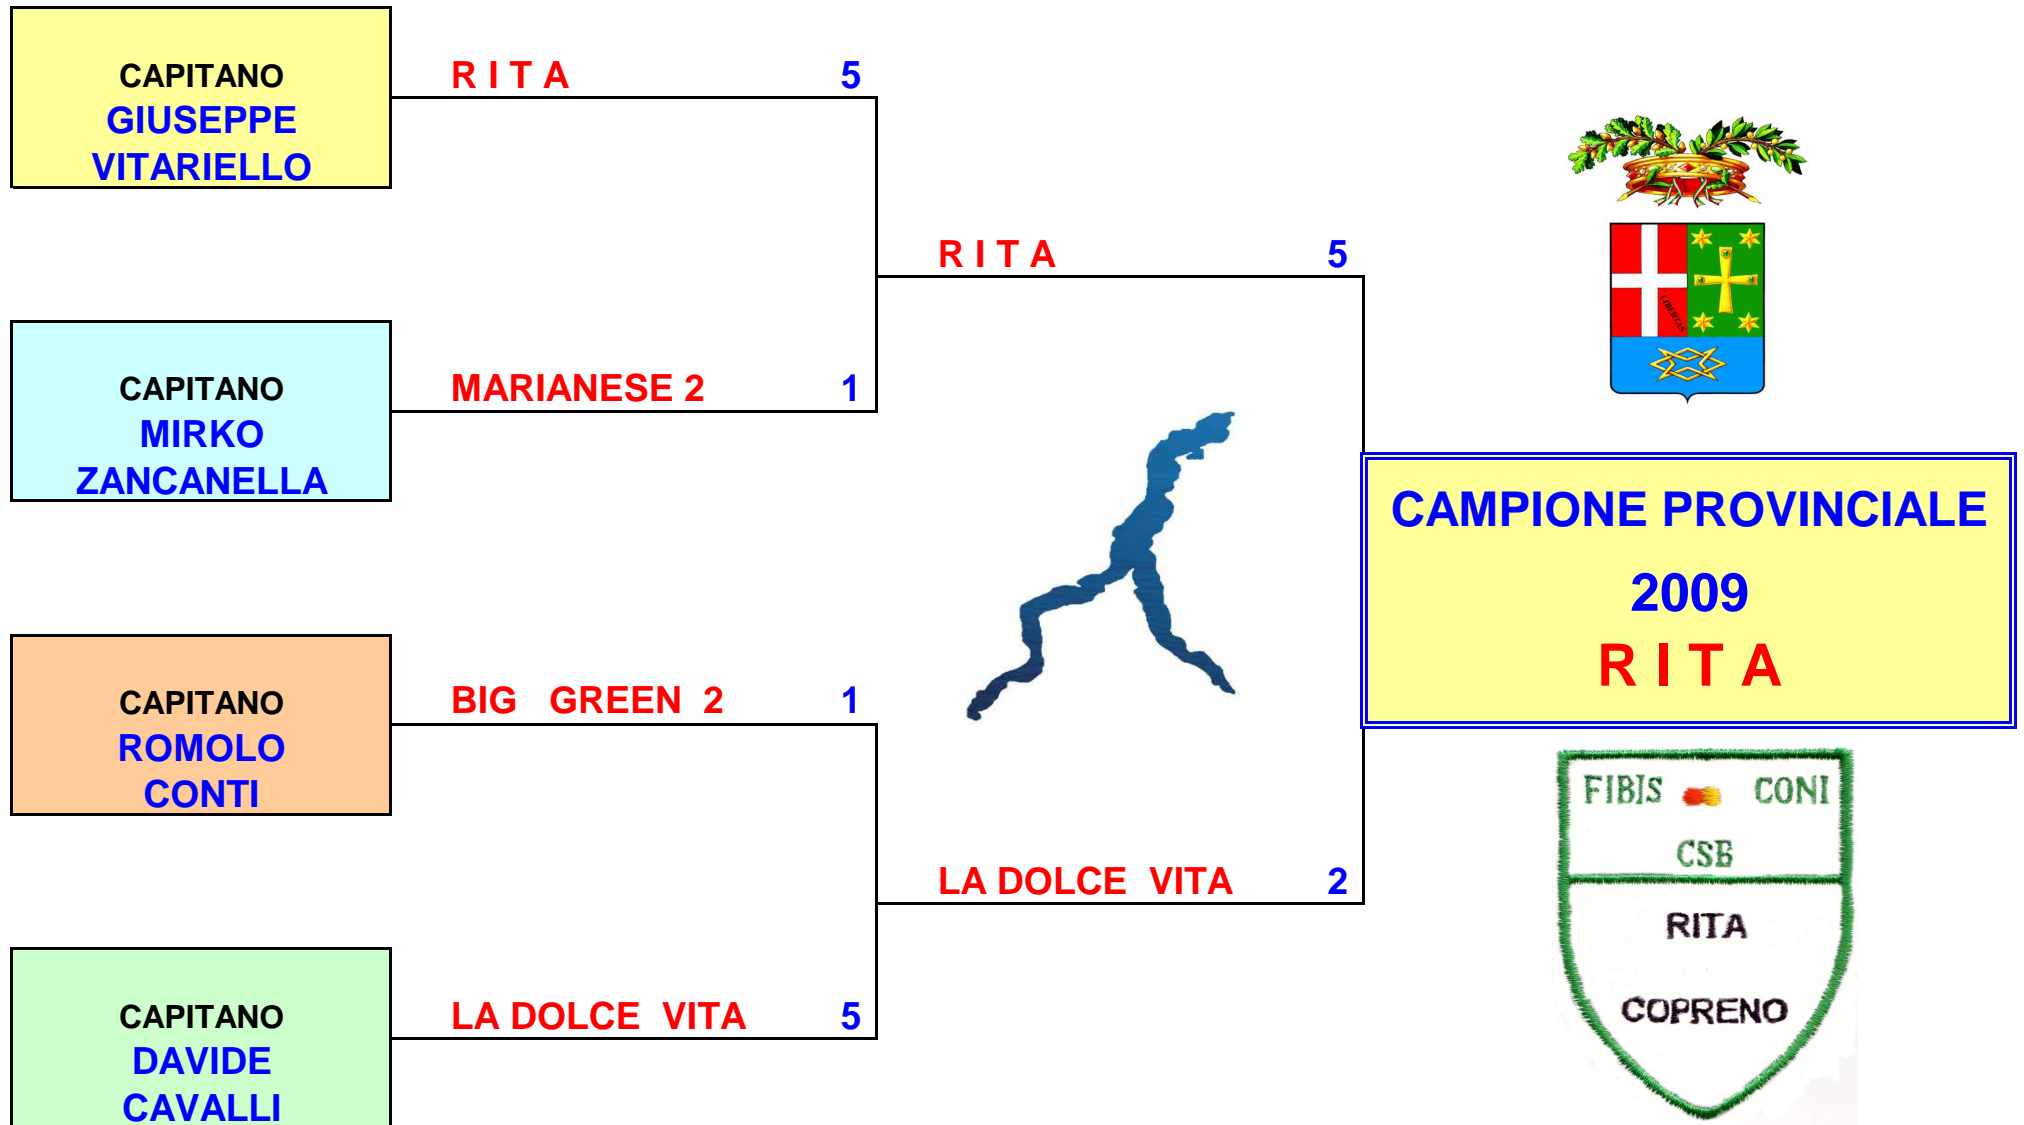 CAPITANO
GIUSEPPE
VITARIELLO
R I T A 5
CAPITANO
MIRKO
ZANCANELLA
MARIANESE 2 1
CAPITANO
ROMOLO
CONTI
BIG GREEN 2 1
CAPITANO
DAVIDE
CAVALLI
LA DOLCE VITA 5
R I T A 5
LA DOLCE VITA 2
LIBERTAS
CAMPIONE PROVINCIALE
2009
R I T A
FIBIS CONI
CSB
RITA
COPRENO